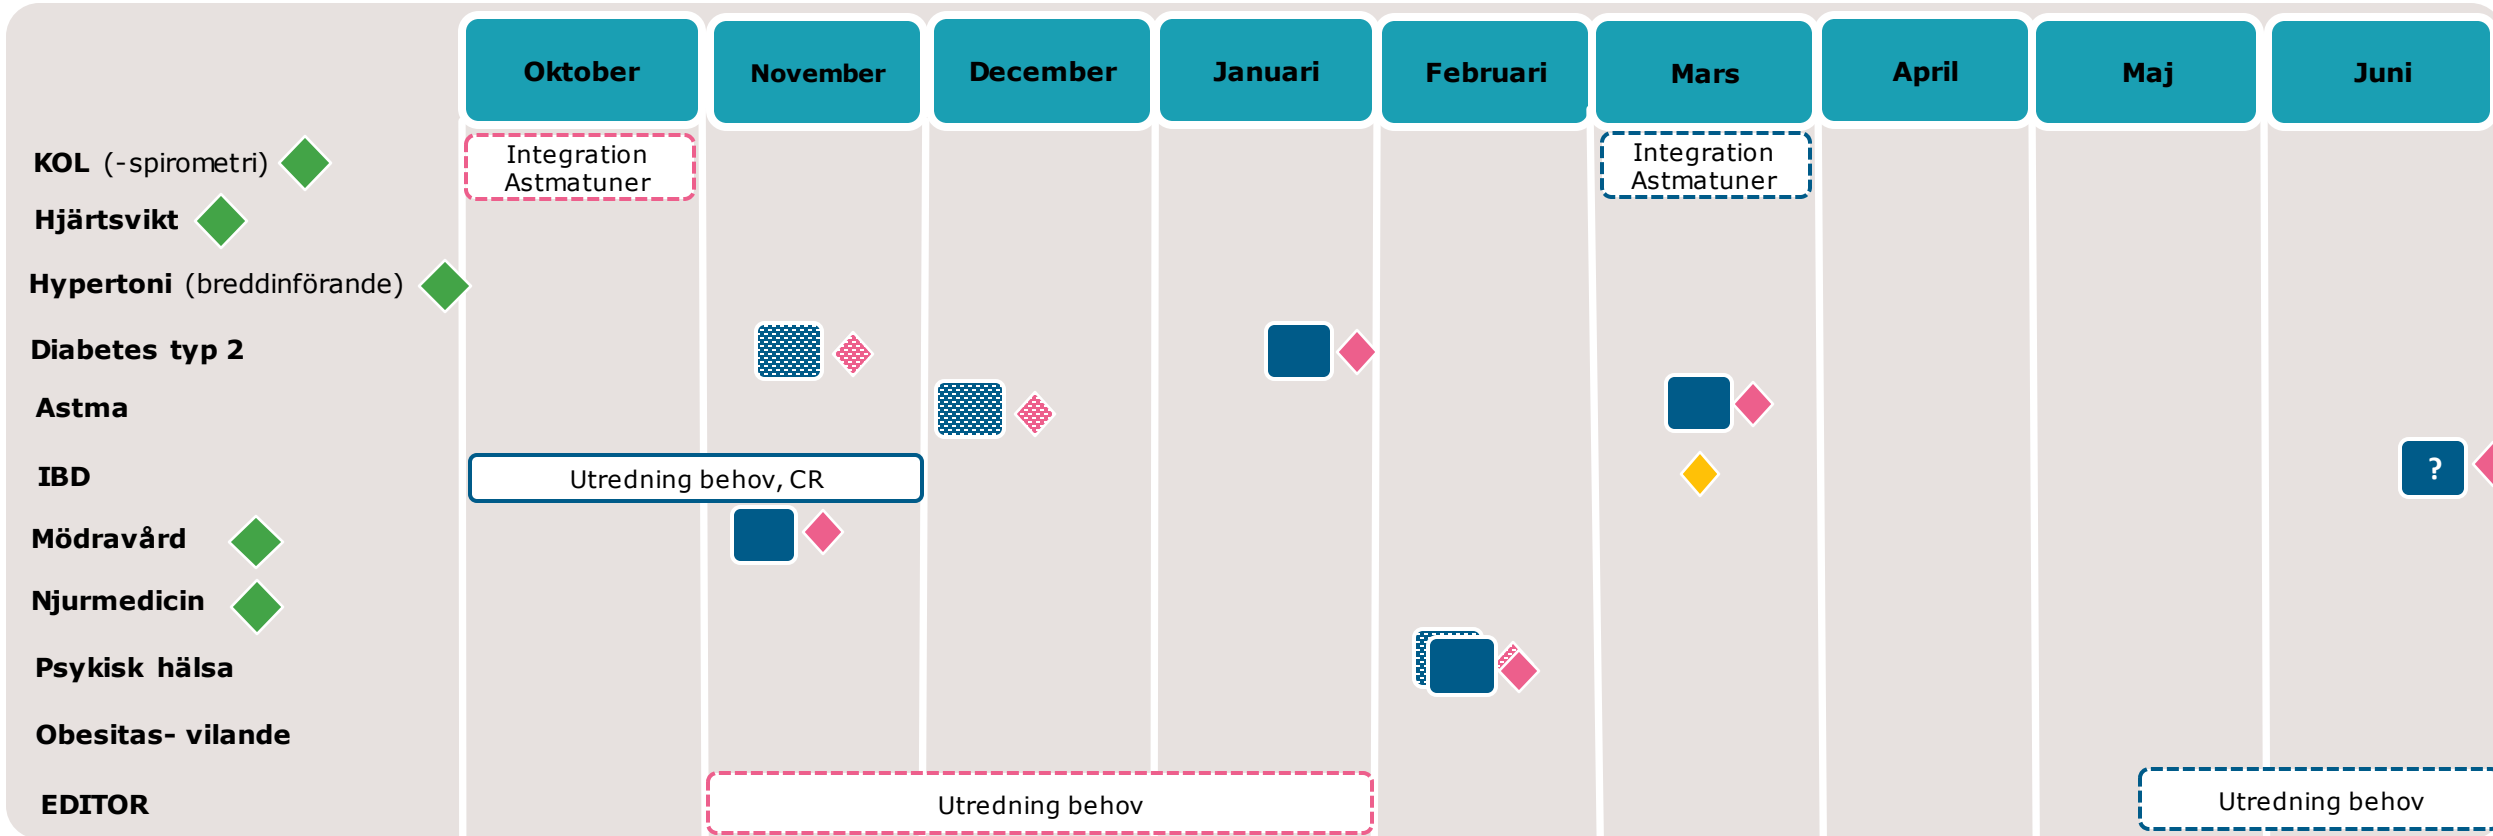 Oktober
November
December
Januari
Februari
Mars
April
Maj
Juni
KOL (-spirometri)
Integration
Astmatuner
Integration
Astmatuner
Hjärtsvikt
Hypertoni (breddinförande)
Diabetes typ 2
Astma
IBD
Utredning behov, CR
?
Mödravård
Njurmedicin
Psykisk hälsa
Obesitas- vilande
EDITOR
Utredning behov
Utredning behov